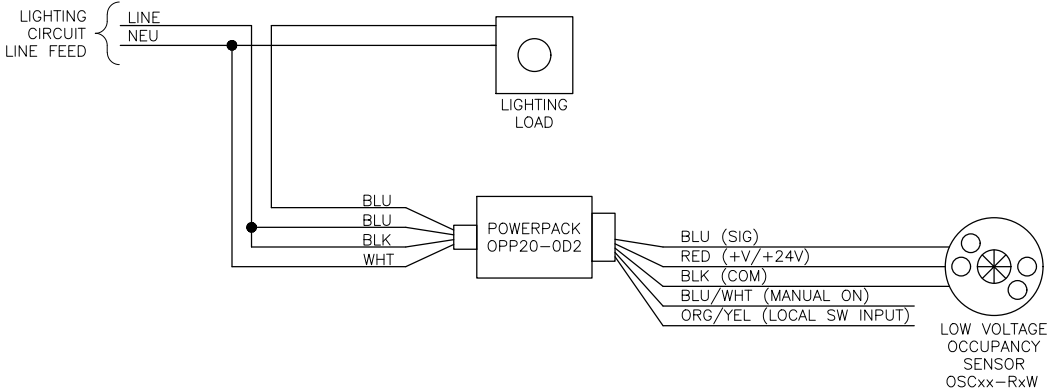 LIGHTING
CIRCUIT
LINE FEED
LINE
NEU
LIGHTING
LOAD
BLU
BLU
BLK
WHT
POWERPACK
OPP20-0D2
BLU (SIG)
RED (+V/+24V)
BLK (COM)
BLU/WHT (MANUAL ON)
ORG/YEL (LOCAL SW INPUT)
LOW VOLTAGE
OCCUPANCY
SENSOR
OSCxx-RxW